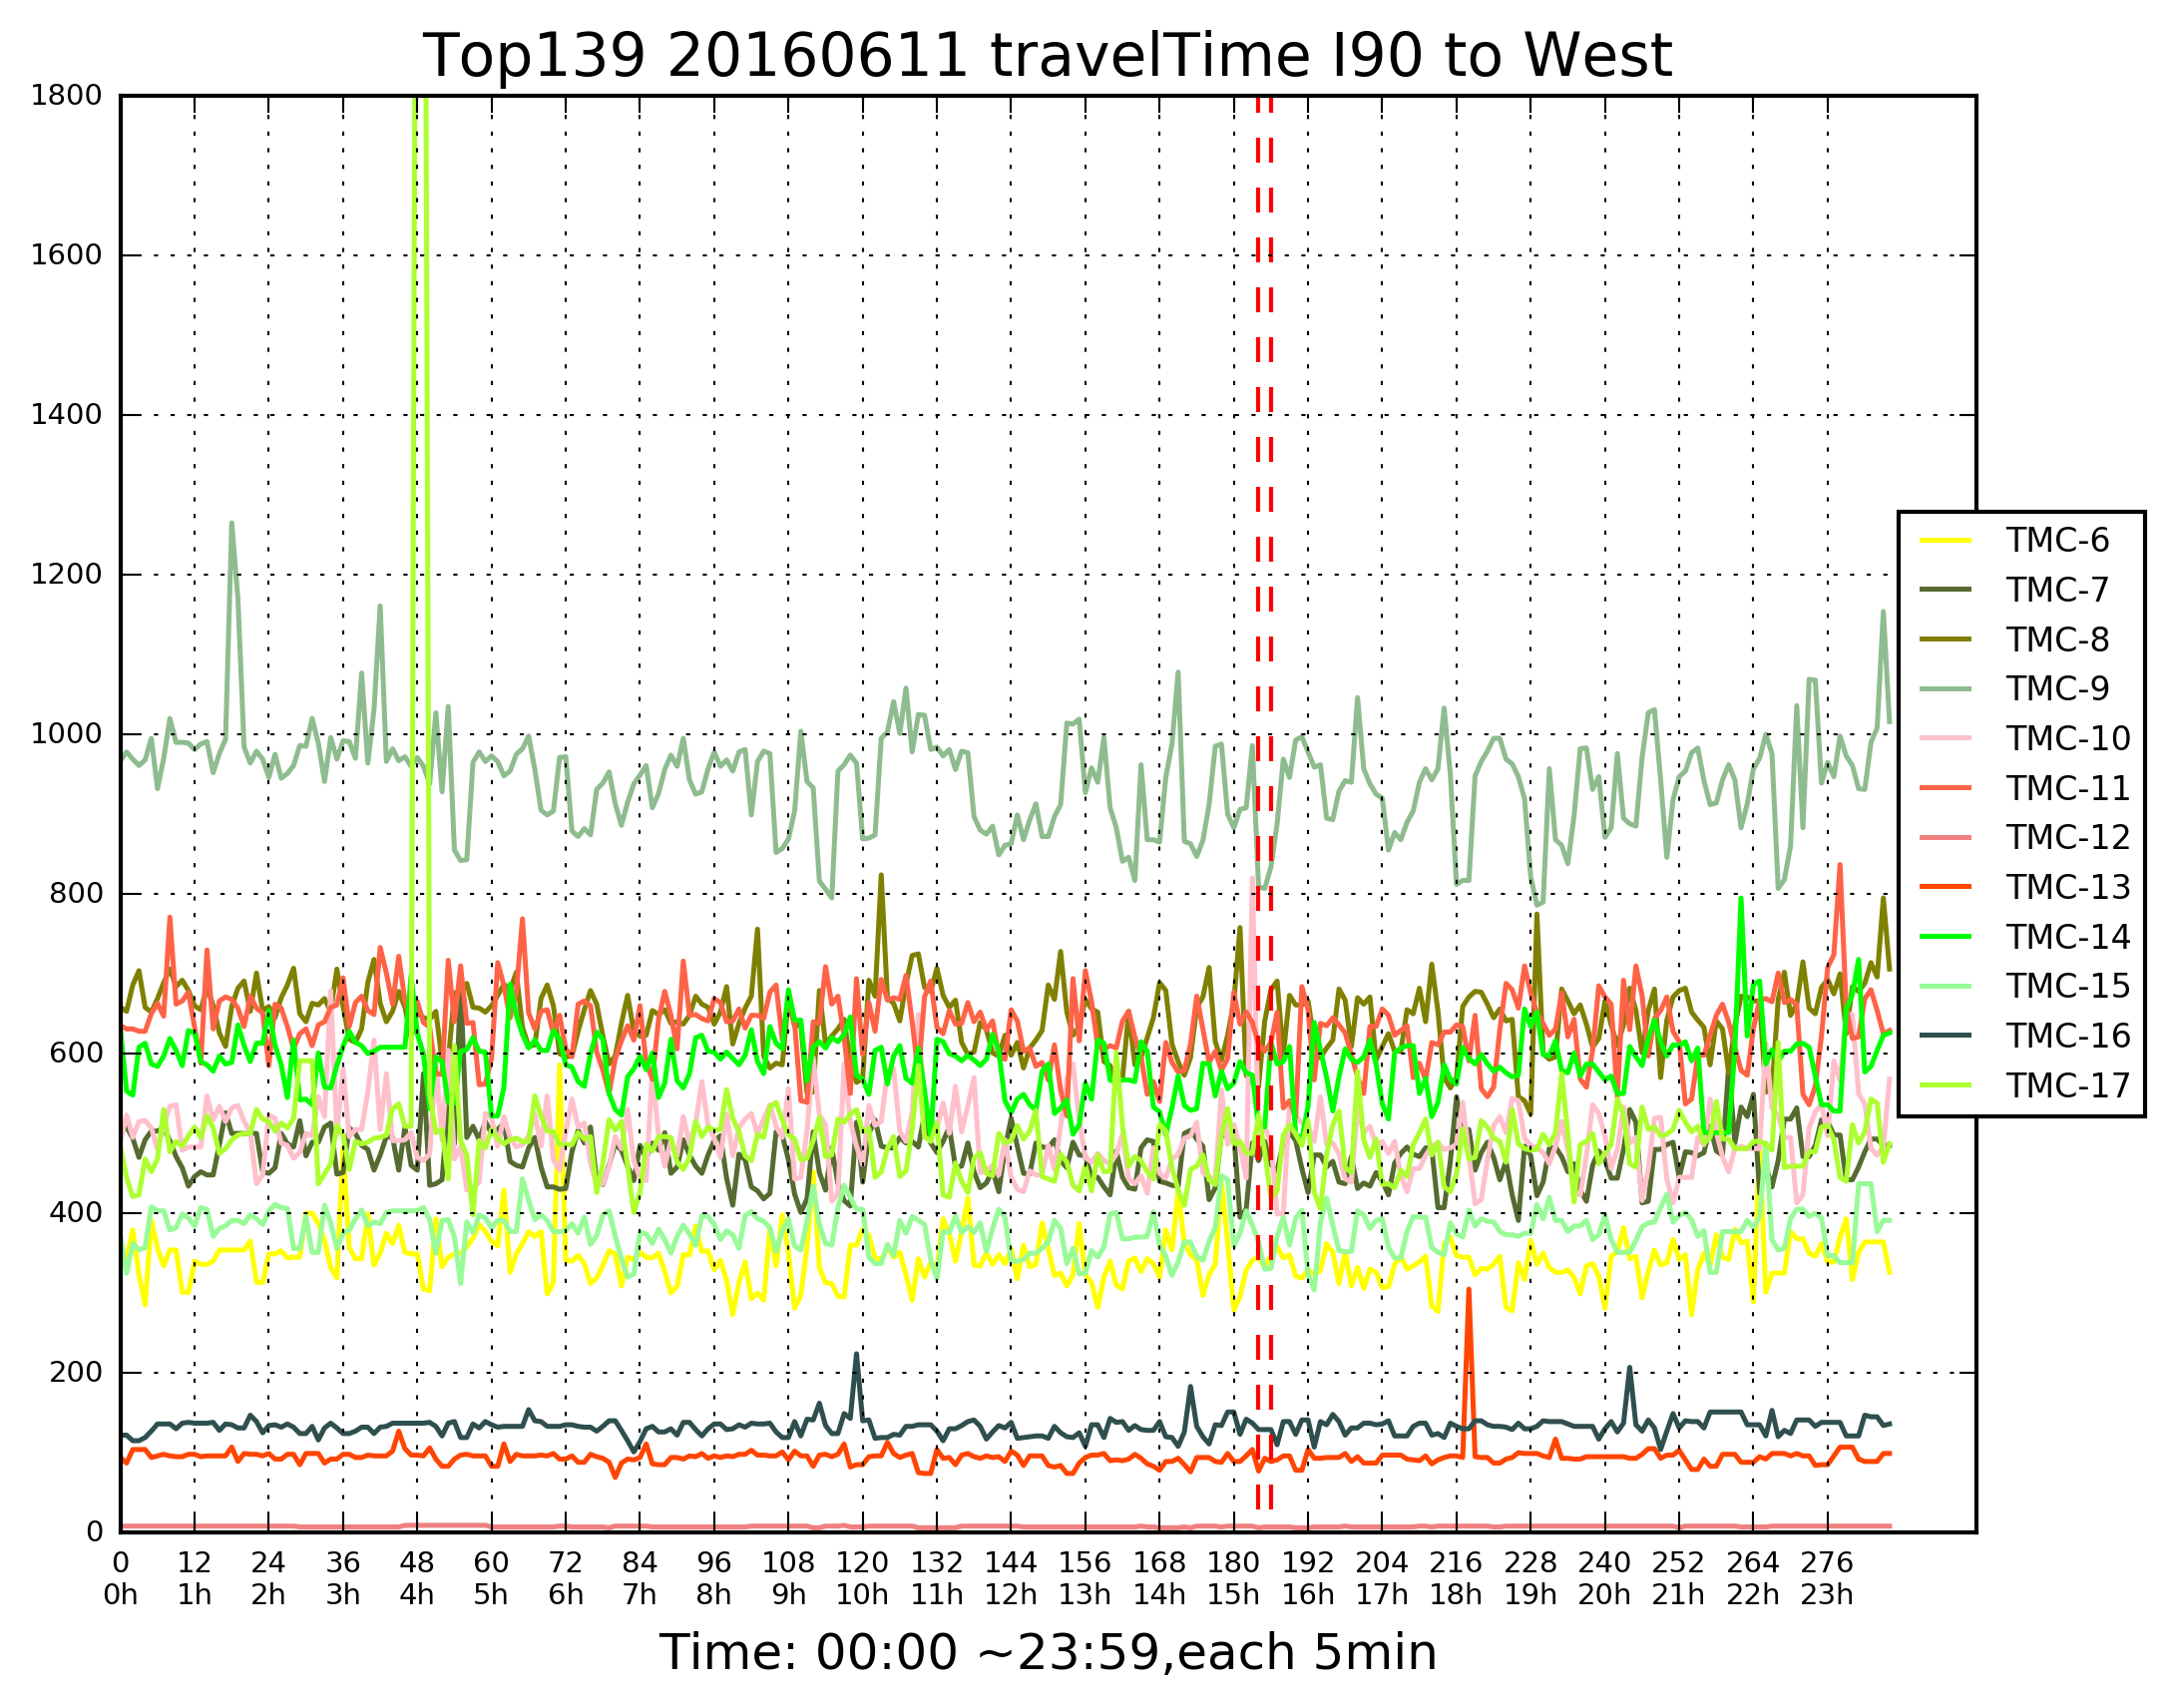 Top139 20160611 travelTime I90 to West
1800
1600
1400
1200
1000
800
600
400
200
0
TMC-6
TMC-7
TMC-8
TMC-9
TMC-10
TMC-11
TMC-12
TMC-13
TMC-14
TMC-15
TMC-16
TMC-17
0 12 24 36 48 60 72 84 96 108 120 132 144 156 168 180 192 204 216 228 240 252 264 276
0h 1h 2h 3h 4h 5h 6h 7h 8h 9h 10h 11h 12h 13h 14h 15h 16h 17h 18h 19h 20h 21h 22h 23h
Time: 00:00 ~23:59,each 5min